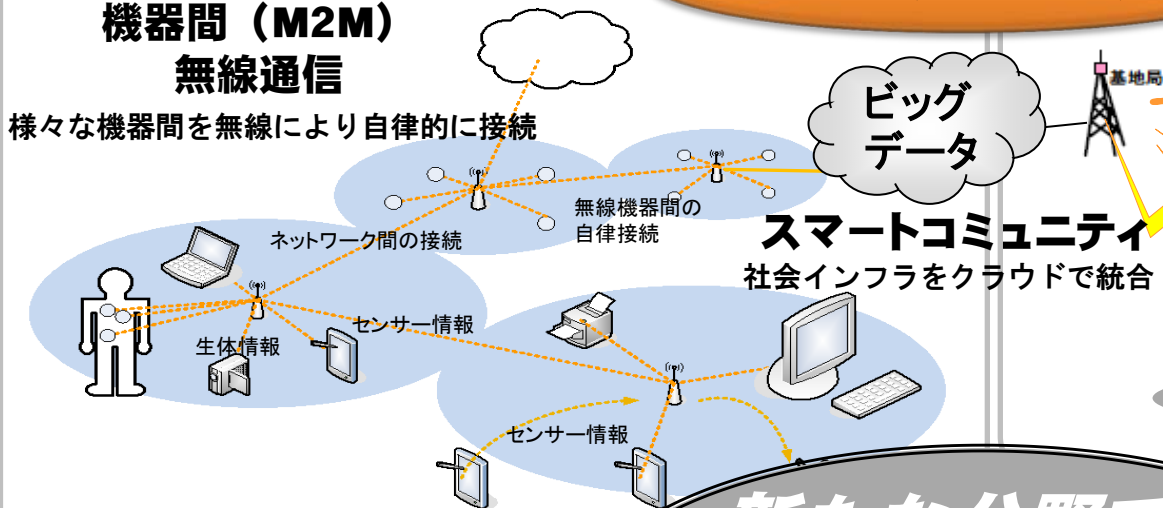 機器間（M2M）
無線通信
様々な機器間を無線により自律的に接続
ビッグ
データ
基地局
無線機器間の
自律接続
ネットワーク間の接続
スマートコミュニティ
社会インフラをクラウドで統合
センサー情報
生体情報
センサー情報